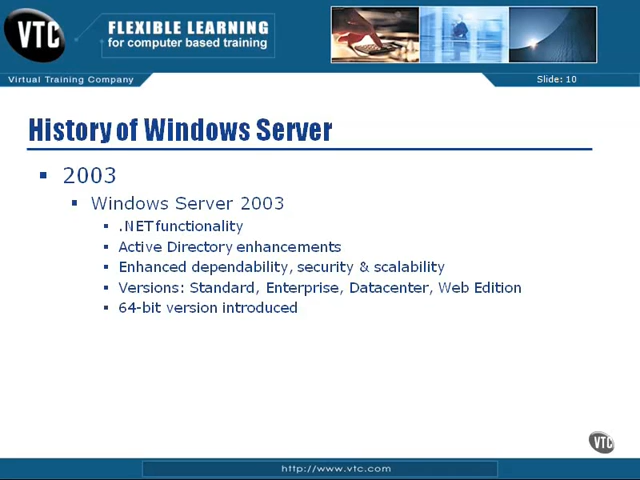 VTC
FLEXIBLE LEARNING
for computer based training
Virtual Training Company
Slide: 10
History of Windows Server
2003
Windows Server 2003
.NET functionality
Active Directory enhancements
Enhanced dependability, security & scalability
Versions: Standard, Enterprise, Datacenter, Web Edition
64-bit version introduced
VTC
http://www.vtc.com